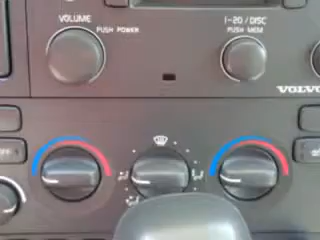 VOLUME
PUSH POWER
1-20 / DISC
PUSH MEM
VOLVO